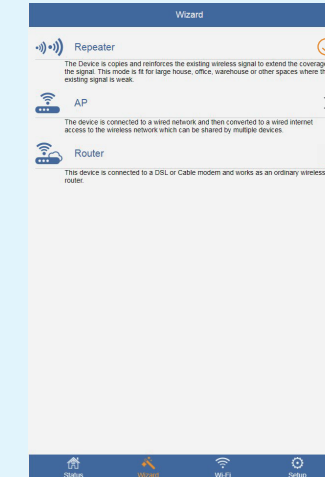 Wizard
Repeater
The Device is copies and reinforces the existing wireless signal to extend the coverage
the signal. This mode is fit for large house, office, warehouse or other spaces where th
existing signal is weak.
AP
The device is connected to a wired network and then converted to a wired internet
access to the wireless network which can be shared by multiple devices.
Router
This device is connected to a DSL or Cable modem and works as an ordinary wireless
router.
Status
Wizard
Wi-Fi
Setup